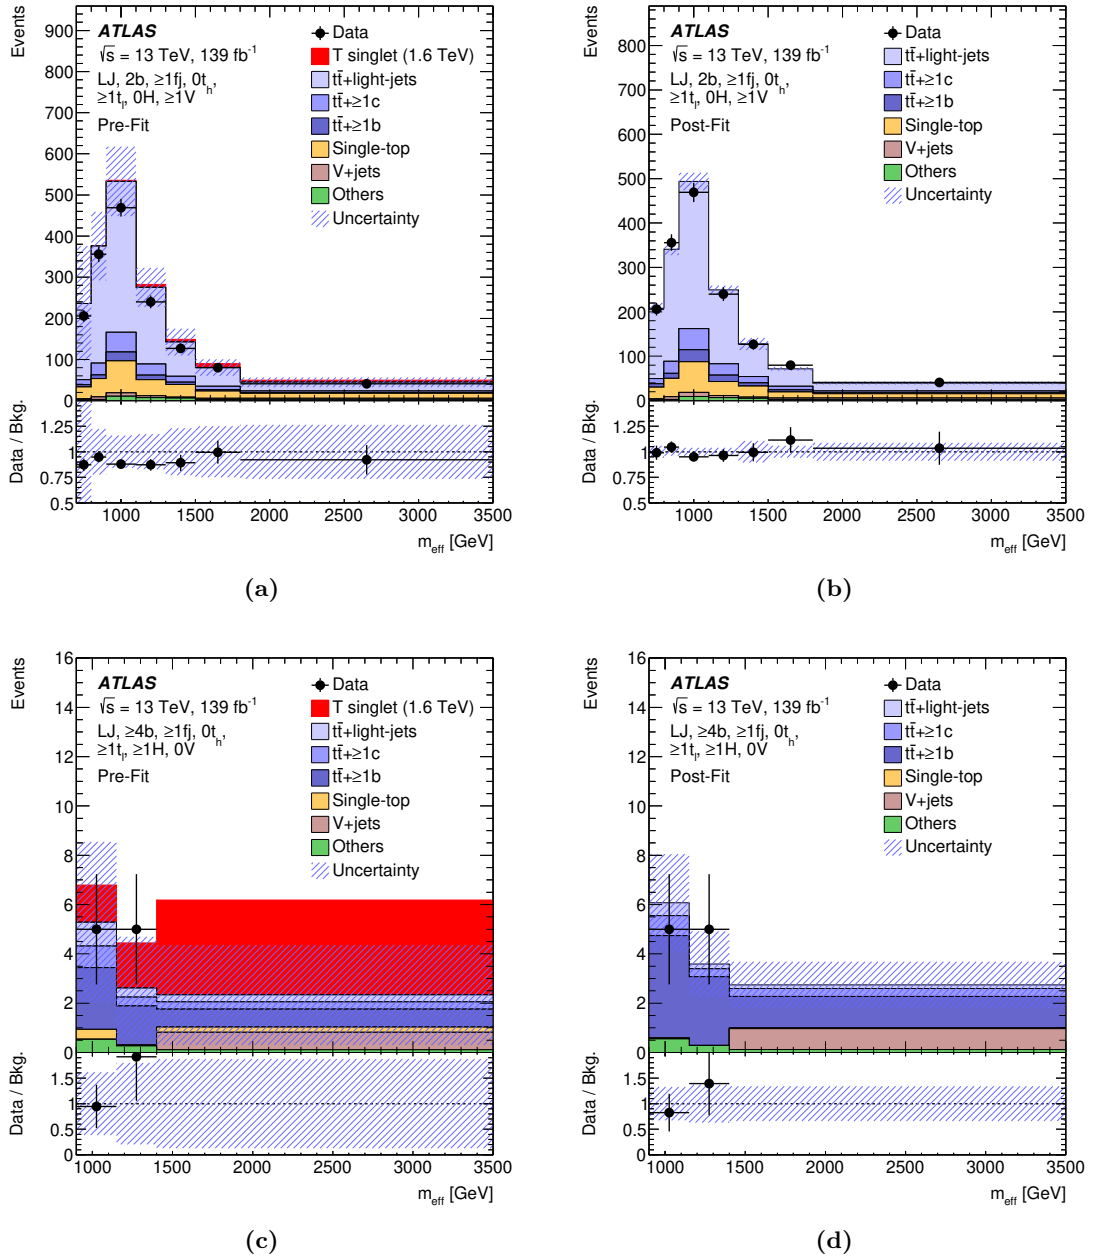 Events
ATLAS
√s = 13 TeV, 139 fb⁻¹
LJ, 2b, ≥1fj, 0t_h,
≥1t_l, 0H, ≥1V
Pre-Fit
Data
T singlet (1.6 TeV)
tt̄+light-jets
tt̄+≥1c
tt̄+≥1b
Single-top
V+jets
Others
Uncertainty
900
800
700
600
500
400
300
200
100
0
Data / Bkg.
1.25
1
0.75
0.5
1000 1500 2000 2500 3000 3500
m_eff [GeV]
(a)
Events
ATLAS
√s = 13 TeV, 139 fb⁻¹
LJ, 2b, ≥1fj, 0t_h,
≥1t_l, 0H, ≥1V
Post-Fit
Data
tt̄+light-jets
tt̄+≥1c
tt̄+≥1b
Single-top
V+jets
Others
Uncertainty
800
700
600
500
400
300
200
100
0
Data / Bkg.
1.25
1
0.75
0.5
1000 1500 2000 2500 3000 3500
m_eff [GeV]
(b)
Events
ATLAS
√s = 13 TeV, 139 fb⁻¹
LJ, ≥4b, ≥1fj, 0t_h,
≥1t_l, ≥1H, 0V
Pre-Fit
Data
T singlet (1.6 TeV)
tt̄+light-jets
tt̄+≥1c
tt̄+≥1b
Single-top
V+jets
Others
Uncertainty
16
14
12
10
8
6
4
2
0
Data / Bkg.
1.5
1
0.5
0
1000 1500 2000 2500 3000 3500
m_eff [GeV]
(c)
Events
ATLAS
√s = 13 TeV, 139 fb⁻¹
LJ, ≥4b, ≥1fj, 0t_h,
≥1t_l, ≥1H, 0V
Post-Fit
Data
tt̄+light-jets
tt̄+≥1c
tt̄+≥1b
Single-top
V+jets
Others
Uncertainty
16
14
12
10
8
6
4
2
0
Data / Bkg.
1.5
1
0.5
0
1000 1500 2000 2500 3000 3500
m_eff [GeV]
(d)